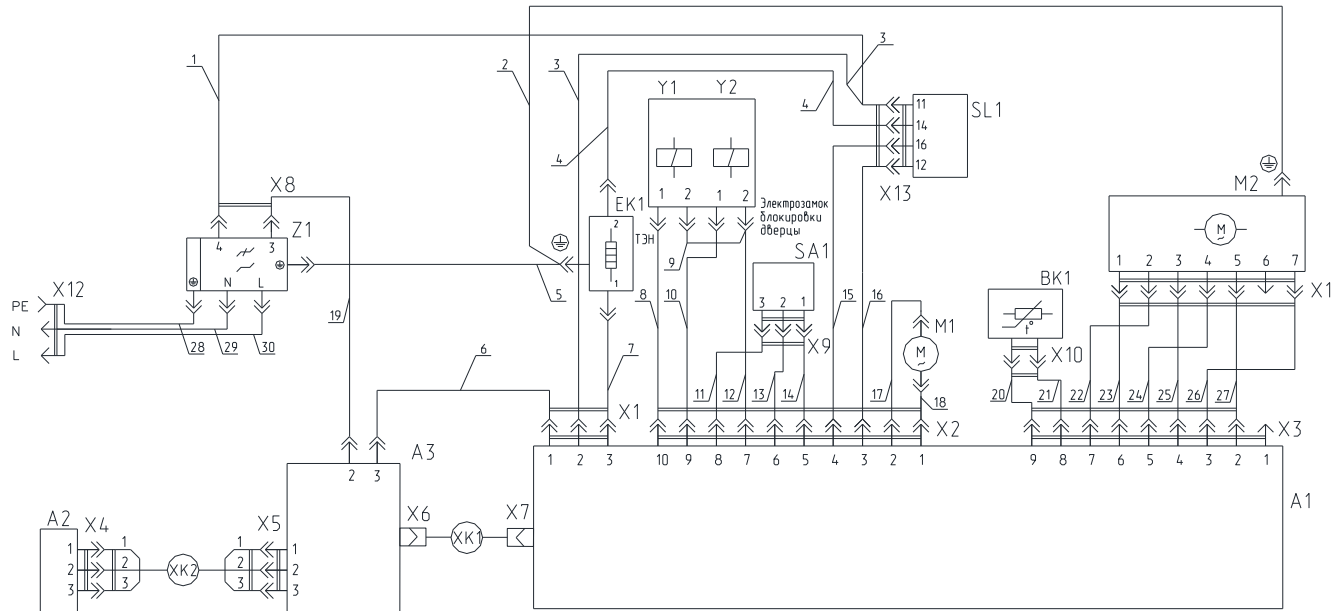 1
2
3
3
4
4
Y1 Y2
1 2 1 2
Электрозамок
блокировки
дверцы
11
14
16
12
SL1
X13
X8
Z1
4 3
N L
EK1
2
ТЭН
1
5
M2
M
~
1 2 3 4 5 6 7
X1
X12
PE
N
L
28 29 30
19
9
8
10
SA1
3 2 1
X9
15
16
BK1
t°
X10
M1
M
~
6
7
11
12
13
14
17
18
20
21
22
23
24
25
26
27
X1
X2
X3
1 2 3
10 9 8 7 6 5 4 3 2 1
9 8 7 6 5 4 3 2 1
A3
2 3
A1
A2
X4
X5
X6
XK1
X7
1 1
2 2
3 3
XK2
1 1
2 2
3 3